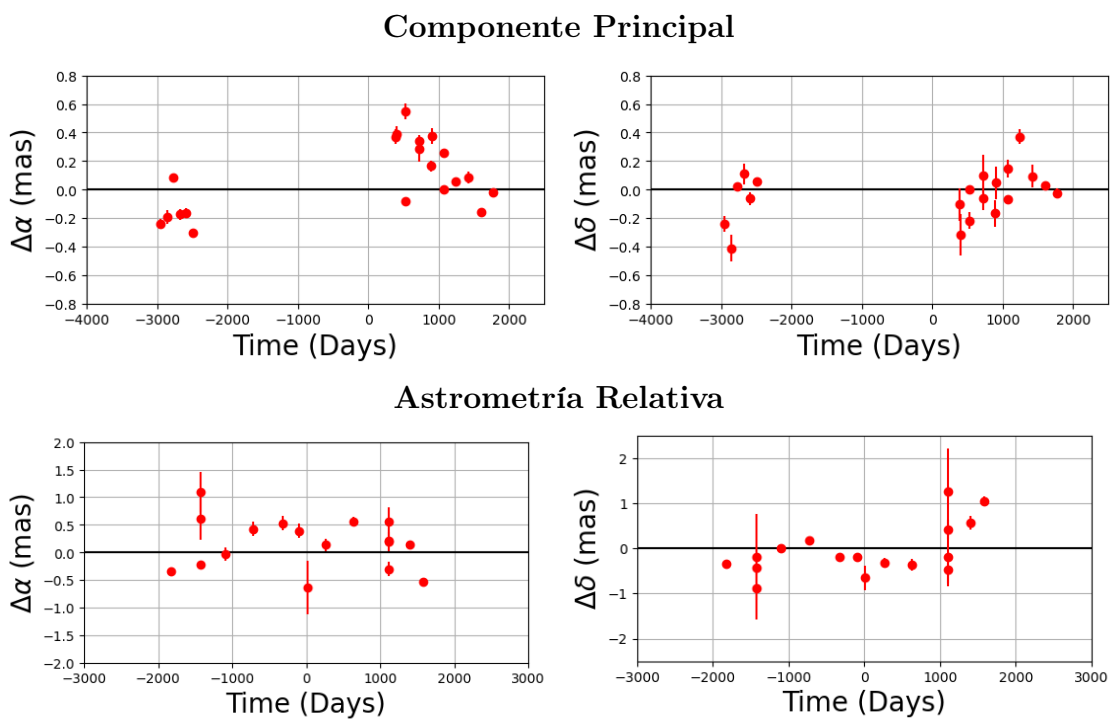 Componente Principal
0.8
0.6
0.4
0.2
0.0
−0.2
−0.4
−0.6
−0.8
Δα (mas)
−4000 −3000 −2000 −1000 0 1000 2000
Time (Days)
0.8
0.6
0.4
0.2
0.0
−0.2
−0.4
−0.6
−0.8
Δδ (mas)
−4000 −3000 −2000 −1000 0 1000 2000
Time (Days)
Astrometría Relativa
2.0
1.5
1.0
0.5
0.0
−0.5
−1.0
−1.5
−2.0
Δα (mas)
−3000 −2000 −1000 0 1000 2000 3000
Time (Days)
2
1
0
−1
−2
Δδ (mas)
−3000 −2000 −1000 0 1000 2000 3000
Time (Days)